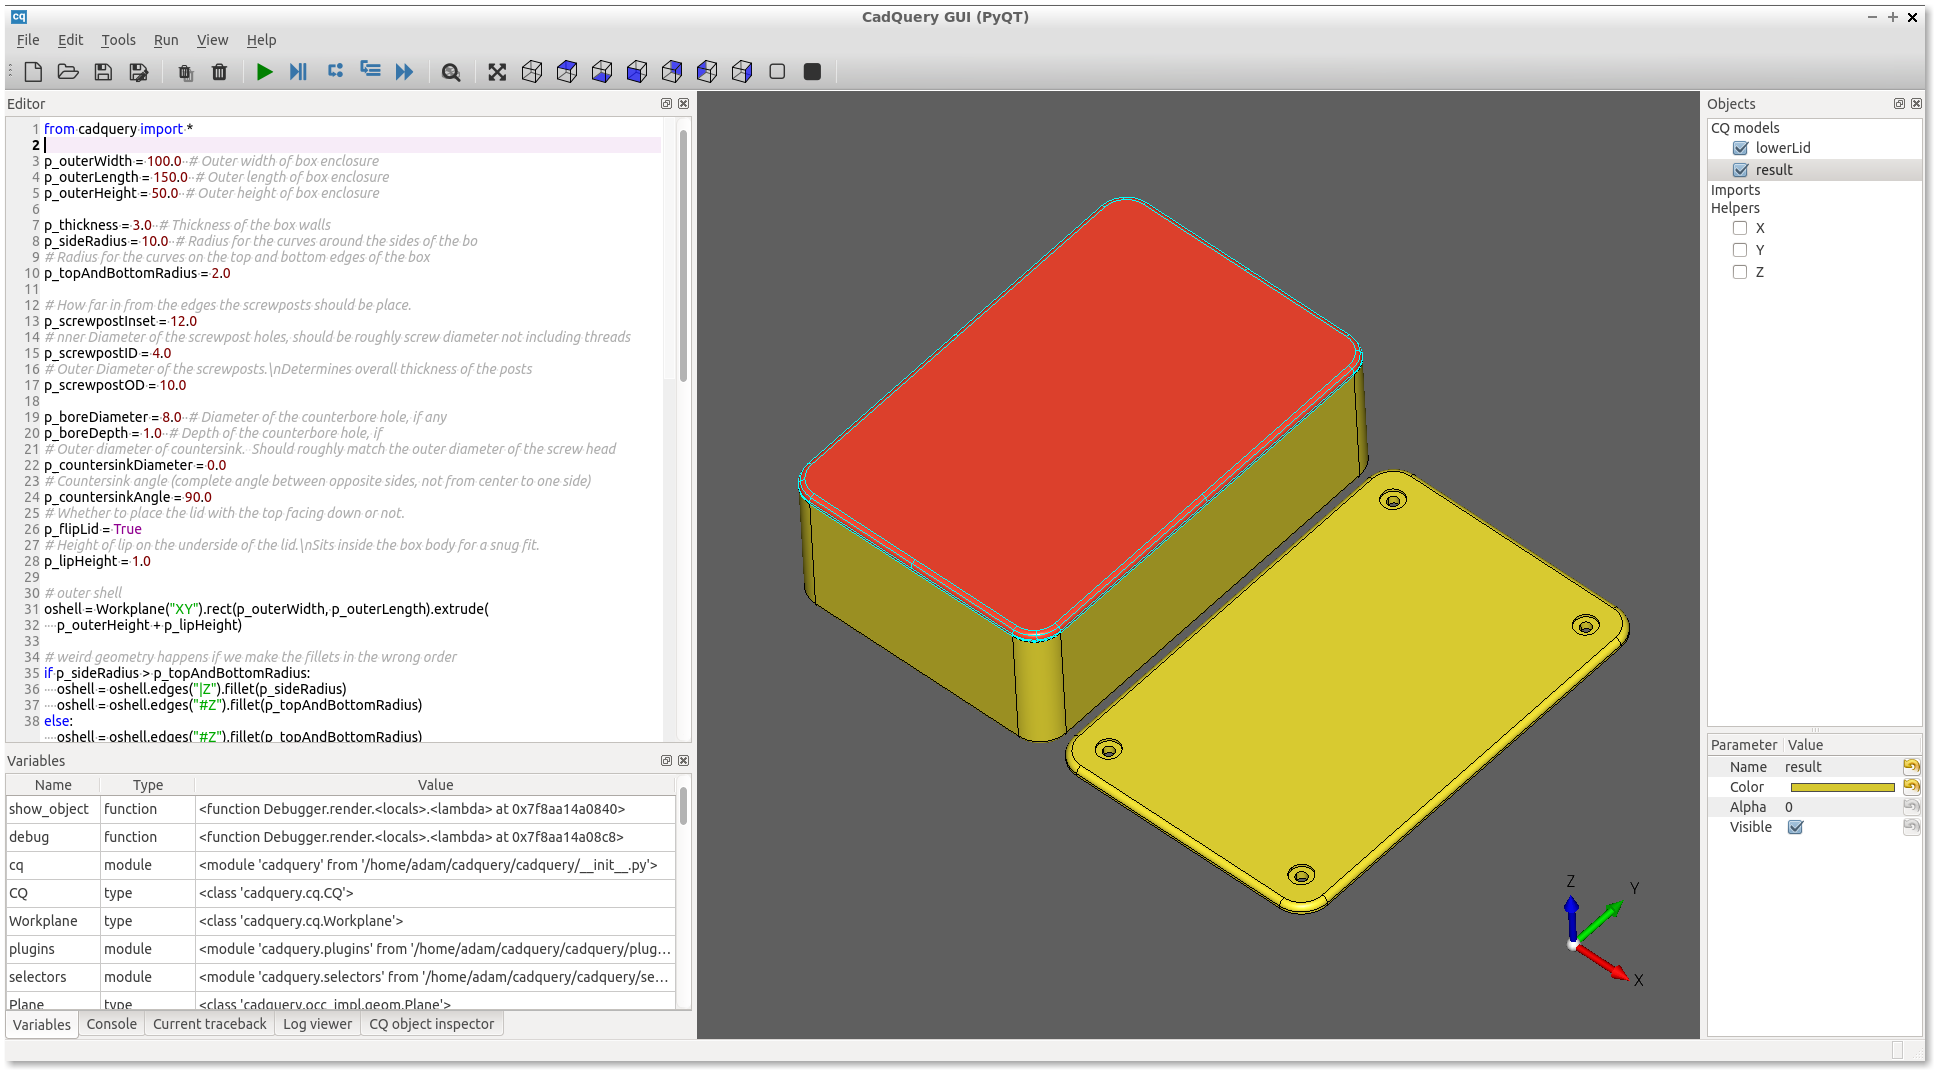 cq CadQuery GUI (PyQT)
File Edit Tools Run View Help
Editor
1 from cadquery import *
2
3 p_outerWidth = 100.0 # Outer width of box enclosure
4 p_outerLength = 150.0 # Outer length of box enclosure
5 p_outerHeight = 50.0 # Outer height of box enclosure
6
7 p_thickness = 3.0 # Thickness of the box walls
8 p_sideRadius = 10.0 # Radius for the curves around the sides of the bo
9 # Radius for the curves on the top and bottom edges of the box
10 p_topAndBottomRadius = 2.0
11
12 # How far in from the edges the screwposts should be place.
13 p_screwpostInset = 12.0
14 # nner Diameter of the screwpost holes, should be roughly screw diameter not including threads
15 p_screwpostID = 4.0
16 # Outer Diameter of the screwposts.\nDetermines overall thickness of the posts
17 p_screwpostOD = 10.0
18
19 p_boreDiameter = 8.0 # Diameter of the counterbore hole, if any
20 p_boreDepth = 1.0 # Depth of the counterbore hole, if
21 # Outer diameter of countersink. Should roughly match the outer diameter of the screw head
22 p_countersinkDiameter = 0.0
23 # Countersink angle (complete angle between opposite sides, not from center to one side)
24 p_countersinkAngle = 90.0
25 # Whether to place the lid with the top facing down or not.
26 p_flipLid = True
27 # Height of lip on the underside of the lid.\nSits inside the box body for a snug fit.
28 p_lipHeight = 1.0
29
30 # outer shell
31 oshell = Workplane("XY").rect(p_outerWidth, p_outerLength).extrude(
32 p_outerHeight + p_lipHeight)
33
34 # weird geometry happens if we make the fillets in the wrong order
35 if p_sideRadius > p_topAndBottomRadius:
36 oshell = oshell.edges("|Z").fillet(p_sideRadius)
37 oshell = oshell.edges("#Z").fillet(p_topAndBottomRadius)
38 else:
oshell = oshell.edges("#Z").fillet(p_topAndBottomRadius)
Variables
Name Type Value
show_object function <function Debugger.render.<locals>.<lambda> at 0x7f8aa14a0840>
debug function <function Debugger.render.<locals>.<lambda> at 0x7f8aa14a08c8>
cq module <module 'cadquery' from '/home/adam/cadquery/cadquery/__init__.py'>
CQ type <class 'cadquery.cq.CQ'>
Workplane type <class 'cadquery.cq.Workplane'>
plugins module <module 'cadquery.plugins' from '/home/adam/cadquery/cadquery/plug...
selectors module <module 'cadquery.selectors' from '/home/adam/cadquery/cadquery/se...
Plane type <class 'cadquery.occ_impl.geom.Plane'>
Variables Console Current traceback Log viewer CQ object inspector
Z
Y
X
Objects
CQ models
lowerLid
result
Imports
Helpers
X
Y
Z
Parameter Value
Name result
Color
Alpha 0
Visible